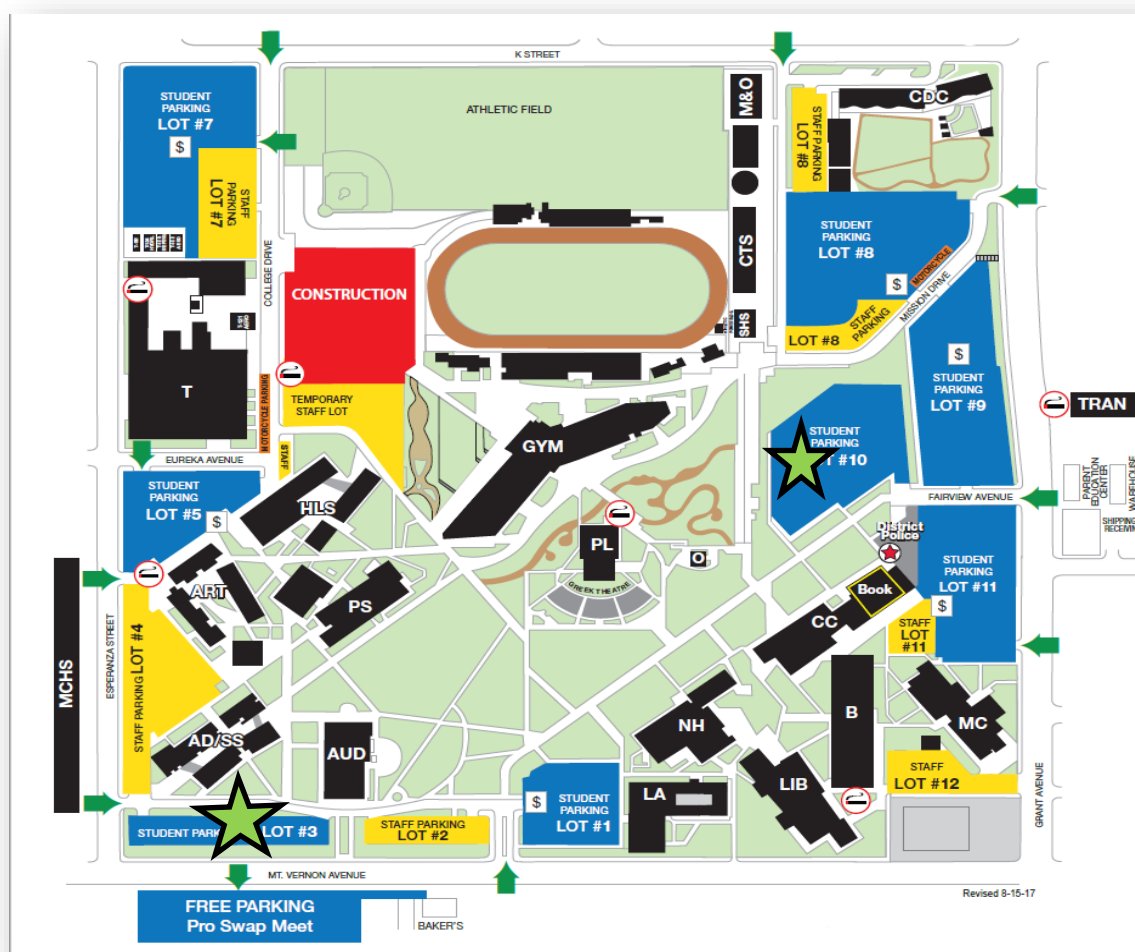 K STREET
STUDENT
PARKING
LOT #7
$
STAFF
PARKING
LOT #7
COLLEGE DRIVE
ATHLETIC FIELD
M&O
CTS
SHS
STAFF PARKING
LOT #8
CDC
STUDENT
PARKING
LOT #8
$
MOTORCYCLE
MISSION DRIVE
STAFF
PARKING
LOT #8
CONSTRUCTION
T
MOTORCYCLE PARKING
TEMPORARY
STAFF LOT
STAFF
$
STUDENT
PARKING
LOT #9
TRAN
EUREKA AVENUE
GYM
STUDENT
PARKING
#10
STUDENT
PARKING
LOT #5
$
HLS
FAIRVIEW AVENUE
PARENT
EDUCATION
CENTER
WAREHOUSE
SHIPPING
District
Police
PL
O
GREEK THEATRE
STUDENT
PARKING
LOT #11
$
MCHS
ESPERANZA STREET
ART
PS
Book
CC
STAFF
LOT
#11
STAFF PARKING LOT #4
AD/SS
AUD
NH
B
MC
LIB
LA
STAFF
LOT #12
GRANT AVENUE
STUDENT
LOT #3
STAFF PARKING
LOT #2
$
STUDENT
PARKING
LOT #1
MT. VERNON AVENUE
FREE PARKING
Pro Swap Meet
BAKER'S
Revised 8-15-17